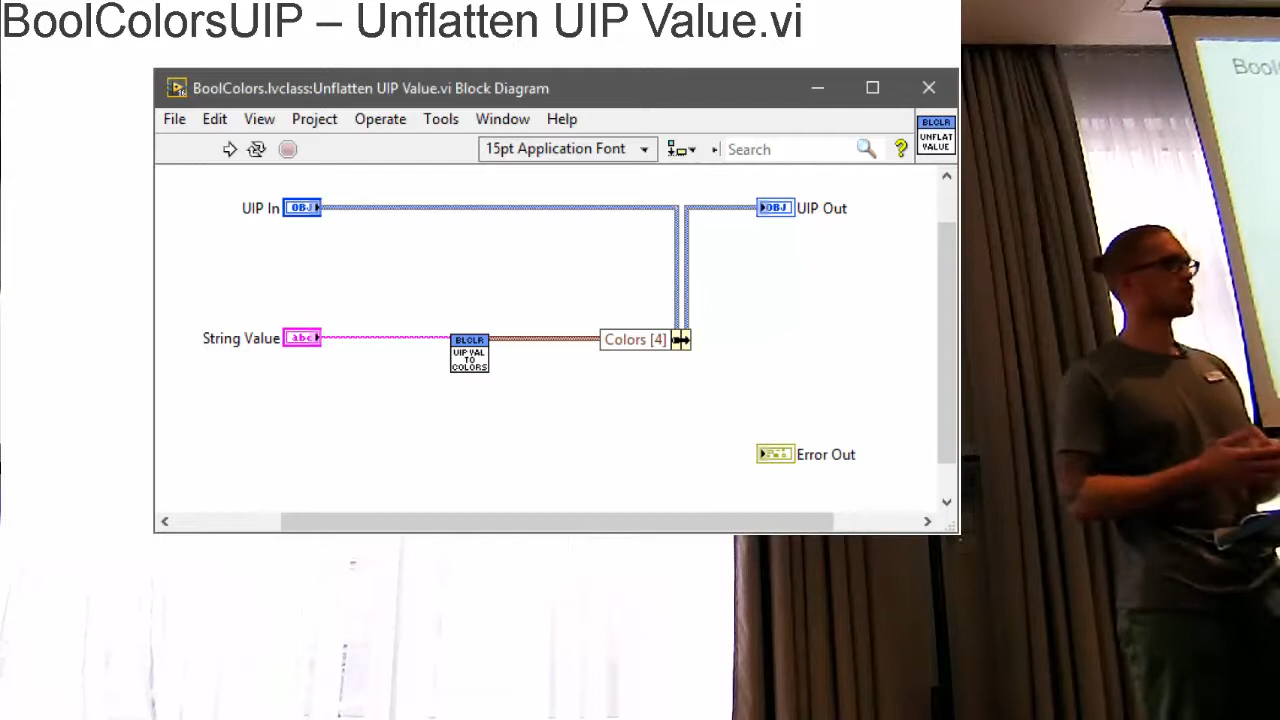 BoolColorsUIP – Unflatten UIP Value.vi
BoolColors.lvclass:Unflatten UIP Value.vi Block Diagram
File Edit View Project Operate Tools Window Help
15pt Application Font
Search
?
BLCLR
UNFLAT
VALUE
UIP In
OBJ
OBJ
UIP Out
String Value
abc
BLCLR
UIP VAL
TO
COLORS
Colors [4]
Error Out
Bool